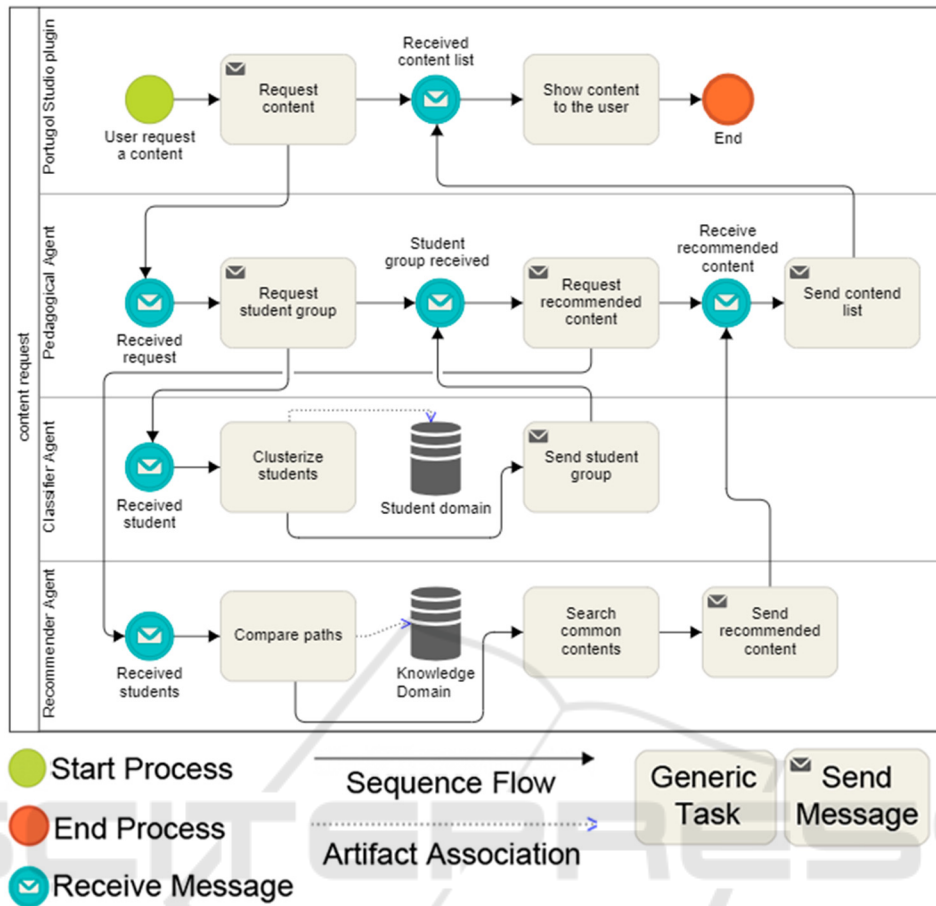 content request
Portugol Studio plugin
User request
a content
Request
content
Received
content list
Show content
to the user
End
Pedagogical Agent
Received
request
Request
student group
Student
group received
Request
recommended
content
Receive
recommended
content
Send contend
list
Classifier Agent
Received
student
Clusterize
students
Student domain
Send student
group
Recommender Agent
Received
students
Compare paths
Knowledge
Domain
Search
common
contents
Send
recommended
content
Start Process
End Process
Receive Message
Sequence Flow
Artifact Association
Generic
Task
Send
Message
SCITEPRESS